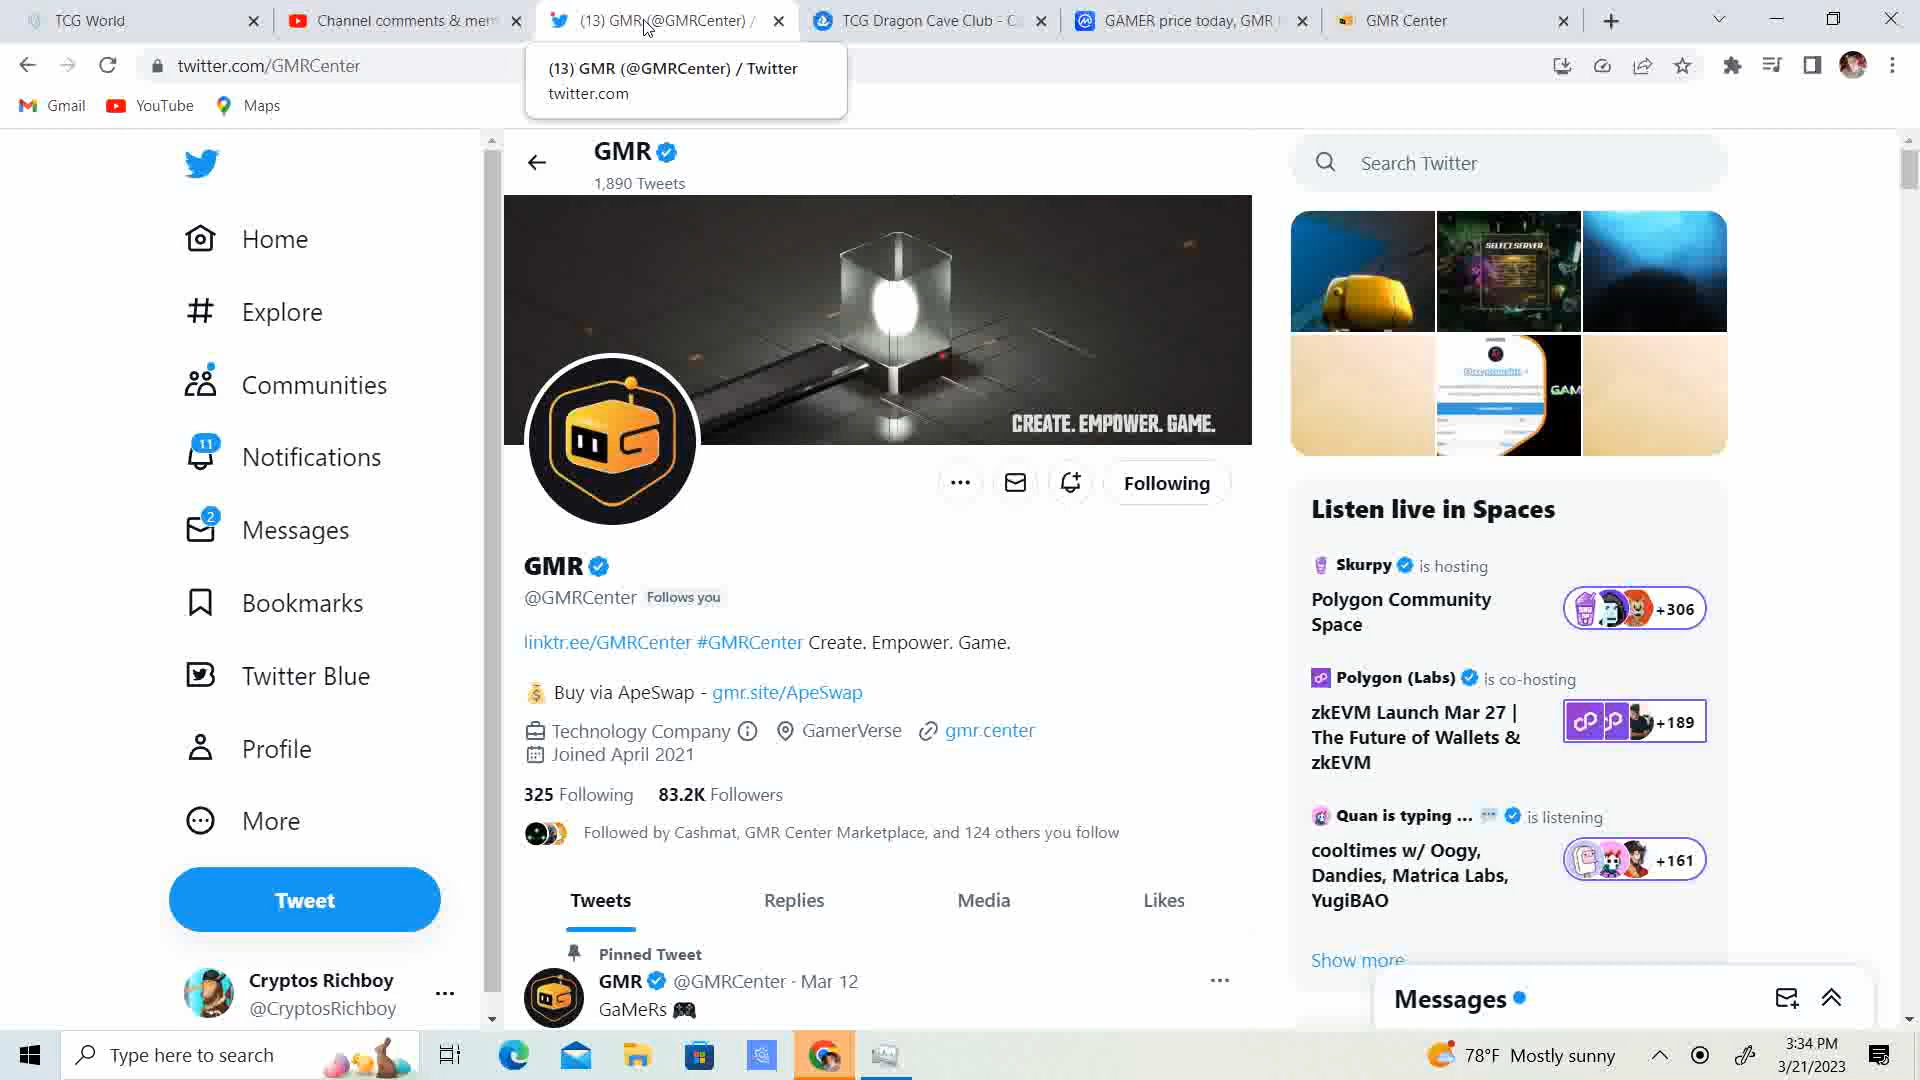 TCG World
Channel comments & men
(13) GMR (@GMRCenter) /
TCG Dragon Cave Club - C
GAMER price today, GMR
GMR Center
twitter.com/GMRCenter
(13) GMR (@GMRCenter) / Twitter
twitter.com
Gmail
YouTube
Maps
GMR
1,890 Tweets
Search Twitter
Home
Explore
Communities
11
Notifications
2
Messages
Bookmarks
Twitter Blue
Profile
More
Tweet
Cryptos Richboy
@CryptosRichboy
CREATE. EMPOWER. GAME.
Following
GMR
@GMRCenter Follows you
linktr.ee/GMRCenter #GMRCenter Create. Empower. Game.
Buy via ApeSwap - gmr.site/ApeSwap
Technology Company GamerVerse gmr.center
Joined April 2021
325 Following 83.2K Followers
Followed by Cashmat, GMR Center Marketplace, and 124 others you follow
Tweets Replies Media Likes
Pinned Tweet
GMR @GMRCenter · Mar 12
GaMeRs
SELECT SERVER
GAM
Listen live in Spaces
Skurpy is hosting
Polygon Community
Space
+306
Polygon (Labs) is co-hosting
zkEVM Launch Mar 27 |
The Future of Wallets &
zkEVM
+189
Quan is typing ... is listening
cooltimes w/ Oogy,
Dandies, Matrica Labs,
YugiBAO
+161
Show more
Messages
Type here to search
78°F Mostly sunny
3:34 PM
3/21/2023